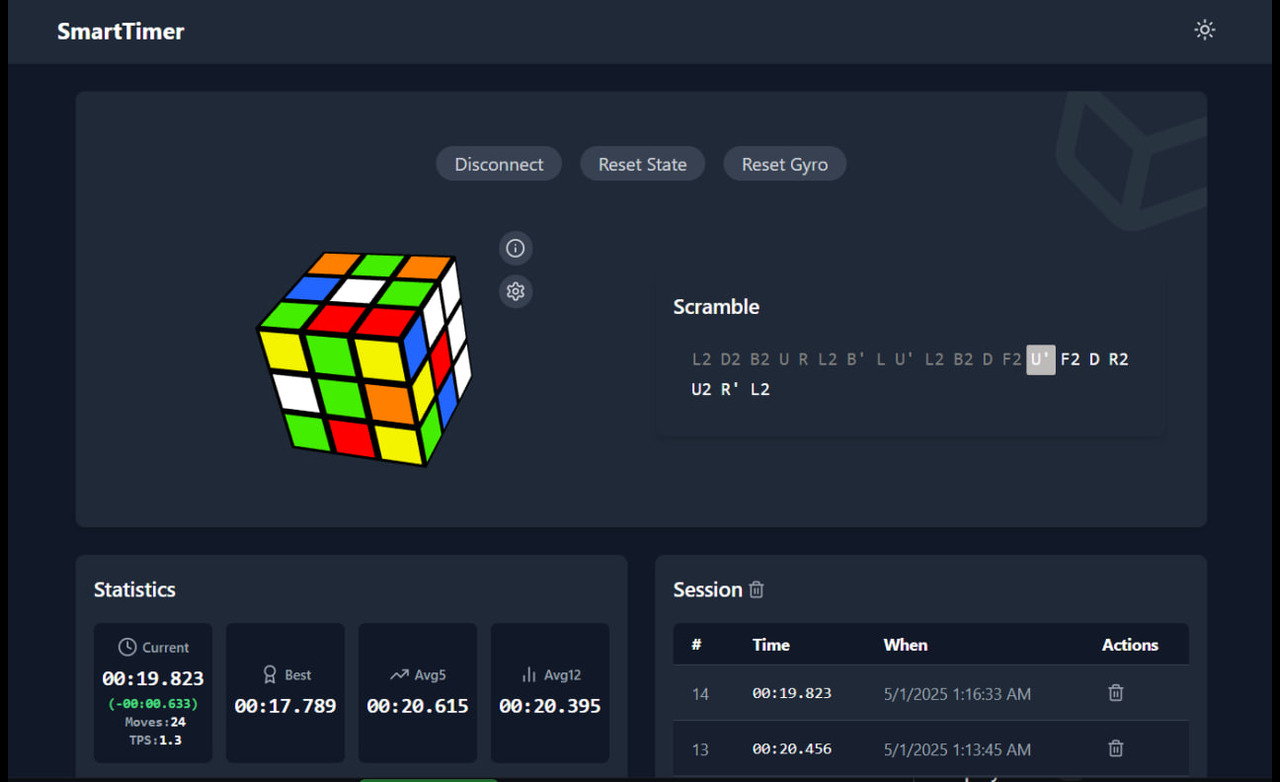 SmartTimer
Disconnect Reset State Reset Gyro
Scramble
L2 D2 B2 U R L2 B' L U' L2 B2 D F2 U' F2 D R2
U2 R' L2
Statistics
Current
00:19.823
(-00:00.633)
Moves:24
TPS:1.3
Best
00:17.789
Avg5
00:20.615
Avg12
00:20.395
Session
# Time When Actions
14 00:19.823 5/1/2025 1:16:33 AM
13 00:20.456 5/1/2025 1:13:45 AM